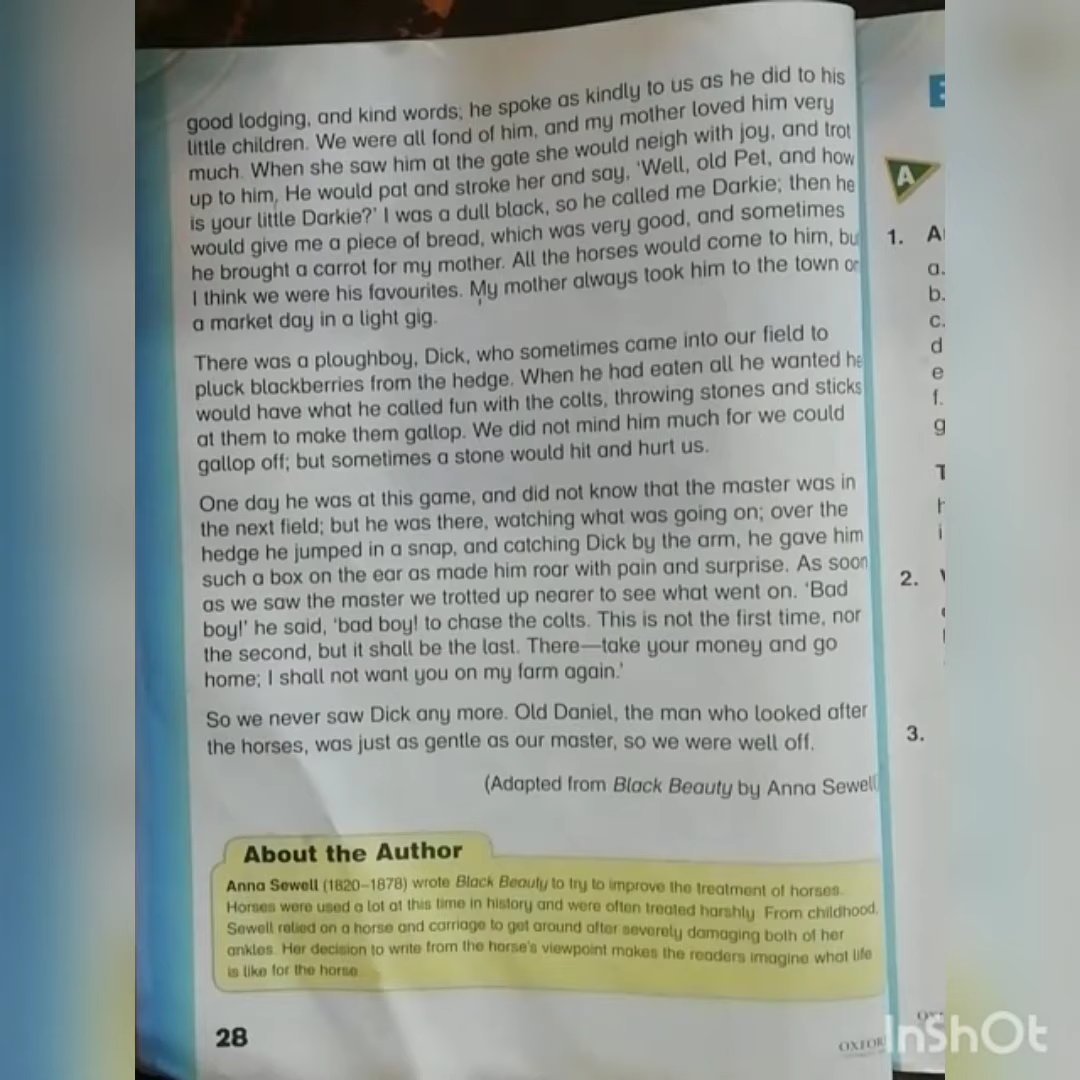 good lodging, and kind words; he spoke as kindly to us as he did to his
little children. We were all fond of him, and my mother loved him very
much. When she saw him at the gate she would neigh with joy, and trot
up to him. He would pat and stroke her and say, 'Well, old Pet, and how
is your little Darkie?' I was a dull black, so he called me Darkie; then he
would give me a piece of bread, which was very good, and sometimes
he brought a carrot for my mother. All the horses would come to him, bu
I think we were his favourites. My mother always took him to the town on
a market day in a light gig.
There was a ploughboy, Dick, who sometimes came into our field to
pluck blackberries from the hedge. When he had eaten all he wanted he
would have what he called fun with the colts, throwing stones and sticks
at them to make them gallop. We did not mind him much for we could
gallop off; but sometimes a stone would hit and hurt us.
One day he was at this game, and did not know that the master was in
the next field; but he was there, watching what was going on; over the
hedge he jumped in a snap, and catching Dick by the arm, he gave him
such a box on the ear as made him roar with pain and surprise. As soon
as we saw the master we trotted up nearer to see what went on. 'Bad
boy!' he said, 'bad boy! to chase the colts. This is not the first time, nor
the second, but it shall be the last. There—take your money and go
home; I shall not want you on my farm again.'
So we never saw Dick any more. Old Daniel, the man who looked after
the horses, was just as gentle as our master, so we were well off.
(Adapted from Black Beauty by Anna Sewell
About the Author
Anna Sewell (1820–1878) wrote Black Beauty to try to improve the treatment of horses.
Horses were used a lot at this time in history and were often treated harshly. From childhood,
Sewell relied on a horse and carriage to get around after severely damaging both of her
ankles. Her decision to write from the horse's viewpoint makes the readers imagine what life
is like for the horse.
28
A
1. A
a.
b.
c.
d
e
f.
g
2.
3.
InShOt